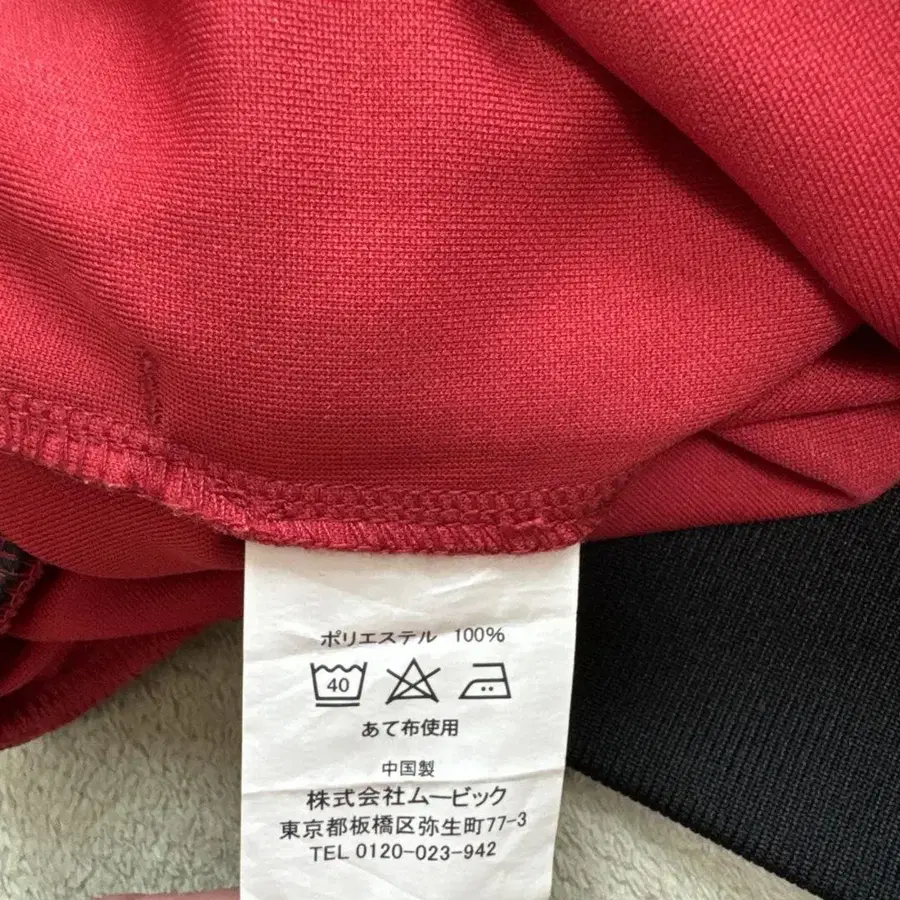 ポリエステル 100%
40
あて布使用
中国製
株式会社ムービック
東京都板橋区弥生町77-3
TEL 0120-023-942